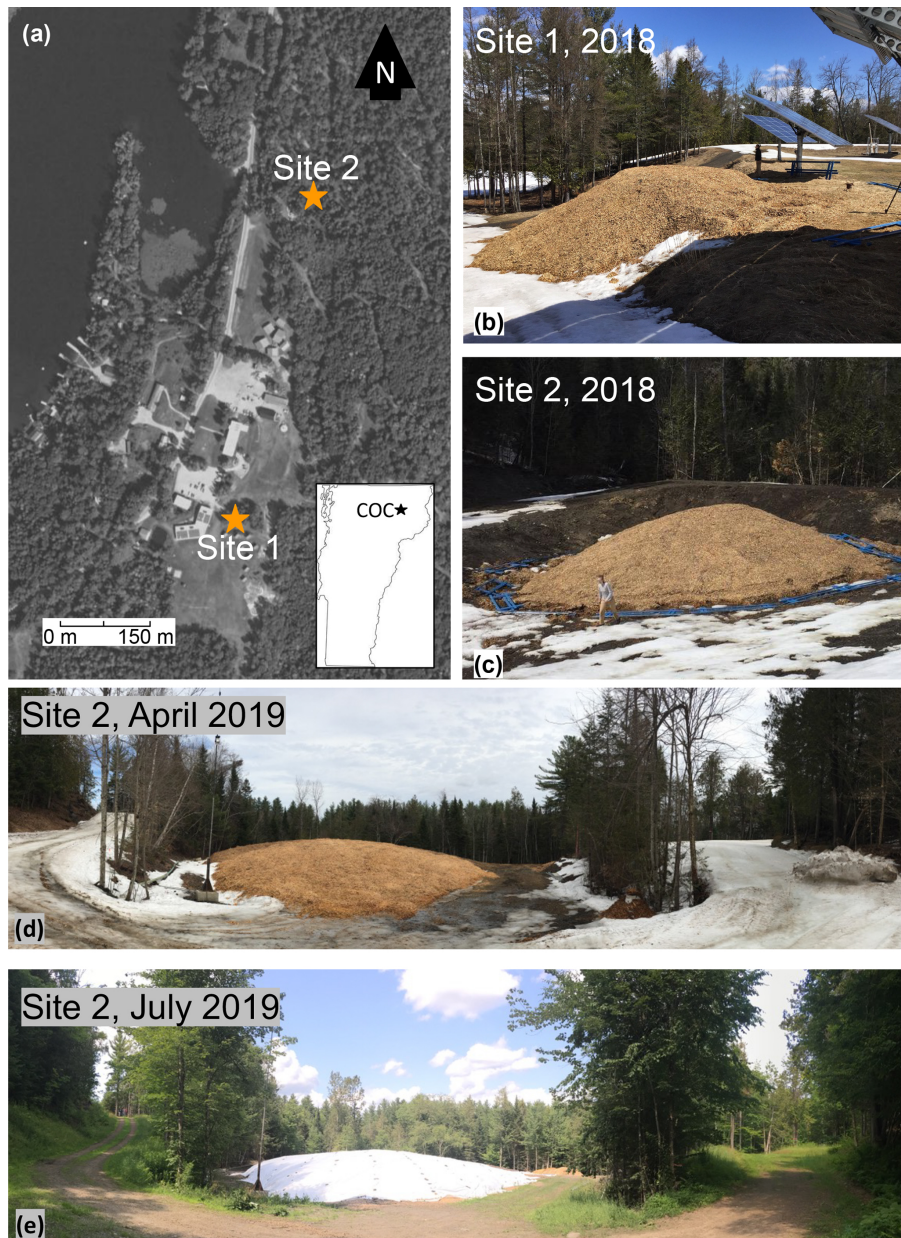 (a)
N
Site 2
Site 1
0 m 150 m
COC
Site 1, 2018
(b)
Site 2, 2018
(c)
Site 2, April 2019
(d)
Site 2, July 2019
(e)